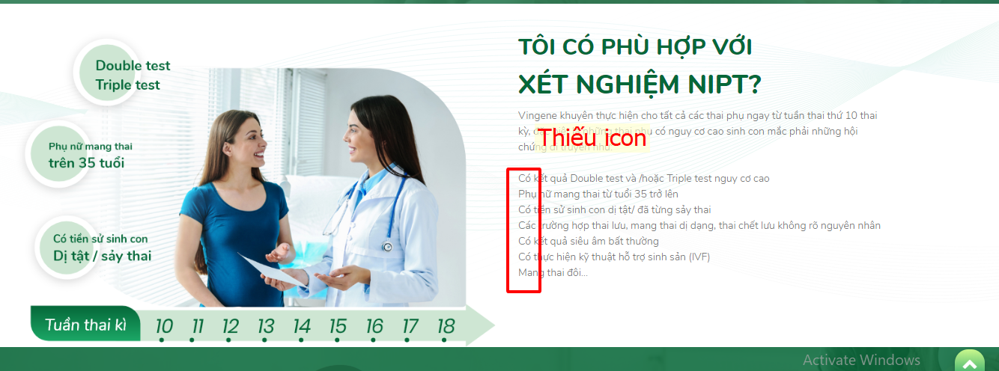 Double test
Triple test
Phụ nữ mang thai
trên 35 tuổi
Có tiền sử sinh con
Dị tật / sảy thai
Tuần thai kì 10 11 12 13 14 15 16 17 18
TÔI CÓ PHÙ HỢP VỚI
XÉT NGHIỆM NIPT?
Vingene khuyên thực hiện cho tất cả các thai phụ ngay từ tuần thai thứ 10 thai
kỳ, những thai phụ có nguy cơ cao sinh con mắc phải những hội
chứng di truyền như:
Thiếu icon
Có kết quả Double test và /hoặc Triple test nguy cơ cao
Phụ nữ mang thai từ tuổi 35 trở lên
Có tiền sử sinh con dị tật/ đã từng sảy thai
Các trường hợp thai lưu, mang thai dị dạng, thai chết lưu không rõ nguyên nhân
Có kết quả siêu âm bất thường
Có thực hiện kỹ thuật hỗ trợ sinh sản (IVF)
Mang thai đôi...
Activate Windows